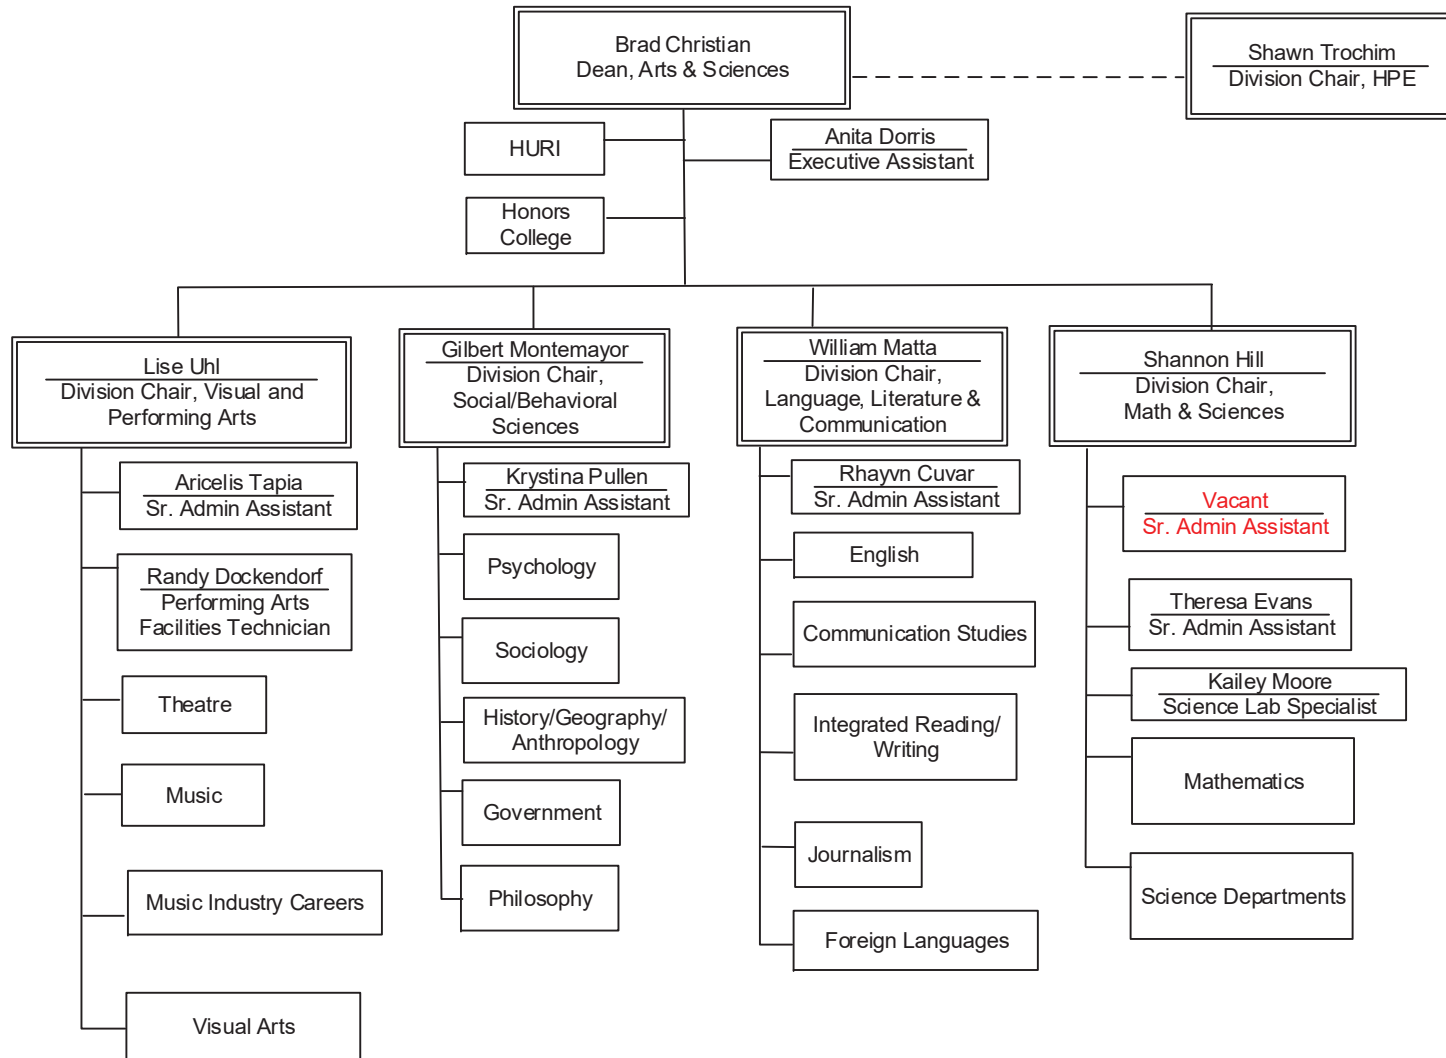 Brad Christian
Dean, Arts & Sciences
Shawn Trochim
Division Chair, HPE
HURI
Anita Dorris
Executive Assistant
Honors
College
Lise Uhl
Division Chair, Visual and
Performing Arts
Aricelis Tapia
Sr. Admin Assistant
Randy Dockendorf
Performing Arts
Facilities Technician
Theatre
Music
Music Industry Careers
Visual Arts
Gilbert Montemayor
Division Chair,
Social/Behavioral
Sciences
Krystina Pullen
Sr. Admin Assistant
Psychology
Sociology
History/Geography/
Anthropology
Government
Philosophy
William Matta
Division Chair,
Language, Literature &
Communication
Rhayvn Cuvar
Sr. Admin Assistant
English
Communication Studies
Integrated Reading/
Writing
Journalism
Foreign Languages
Shannon Hill
Division Chair,
Math & Sciences
Vacant
Sr. Admin Assistant
Theresa Evans
Sr. Admin Assistant
Kailey Moore
Science Lab Specialist
Mathematics
Science Departments